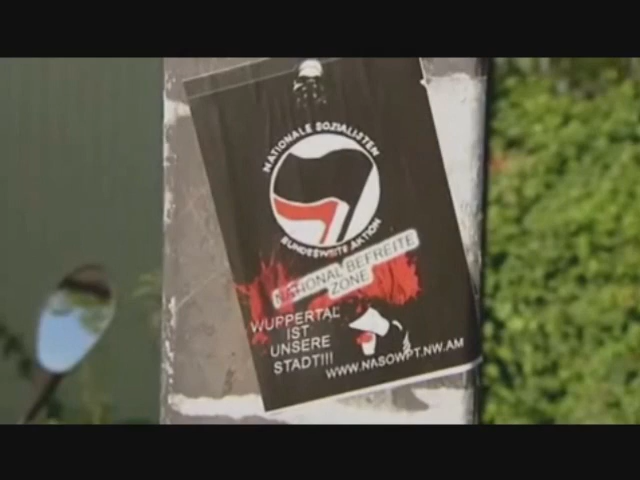 NATIONALE SOZIALISTEN
BUNDESWEITE AKTION
NATIONAL BEFREITE
ZONE
WUPPERTAL
IST
UNSERE
STADT!!!
WWW.NASOWPT.NW.AM